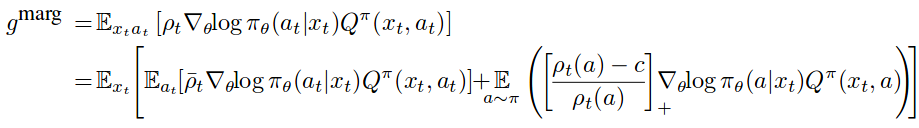 g^marg = 𝔼_{x_t a_t} [ρ_t ∇_θ log π_θ(a_t|x_t) Q^π(x_t, a_t)]
= 𝔼_{x_t} [ 𝔼_{a_t} [ρ̄_t ∇_θ log π_θ(a_t|x_t) Q^π(x_t, a_t)] + 𝔼_{a∼π} ( [ (ρ_t(a) − c) / ρ_t(a) ]_+ ∇_θ log π_θ(a|x_t) Q^π(x_t, a) ) ]